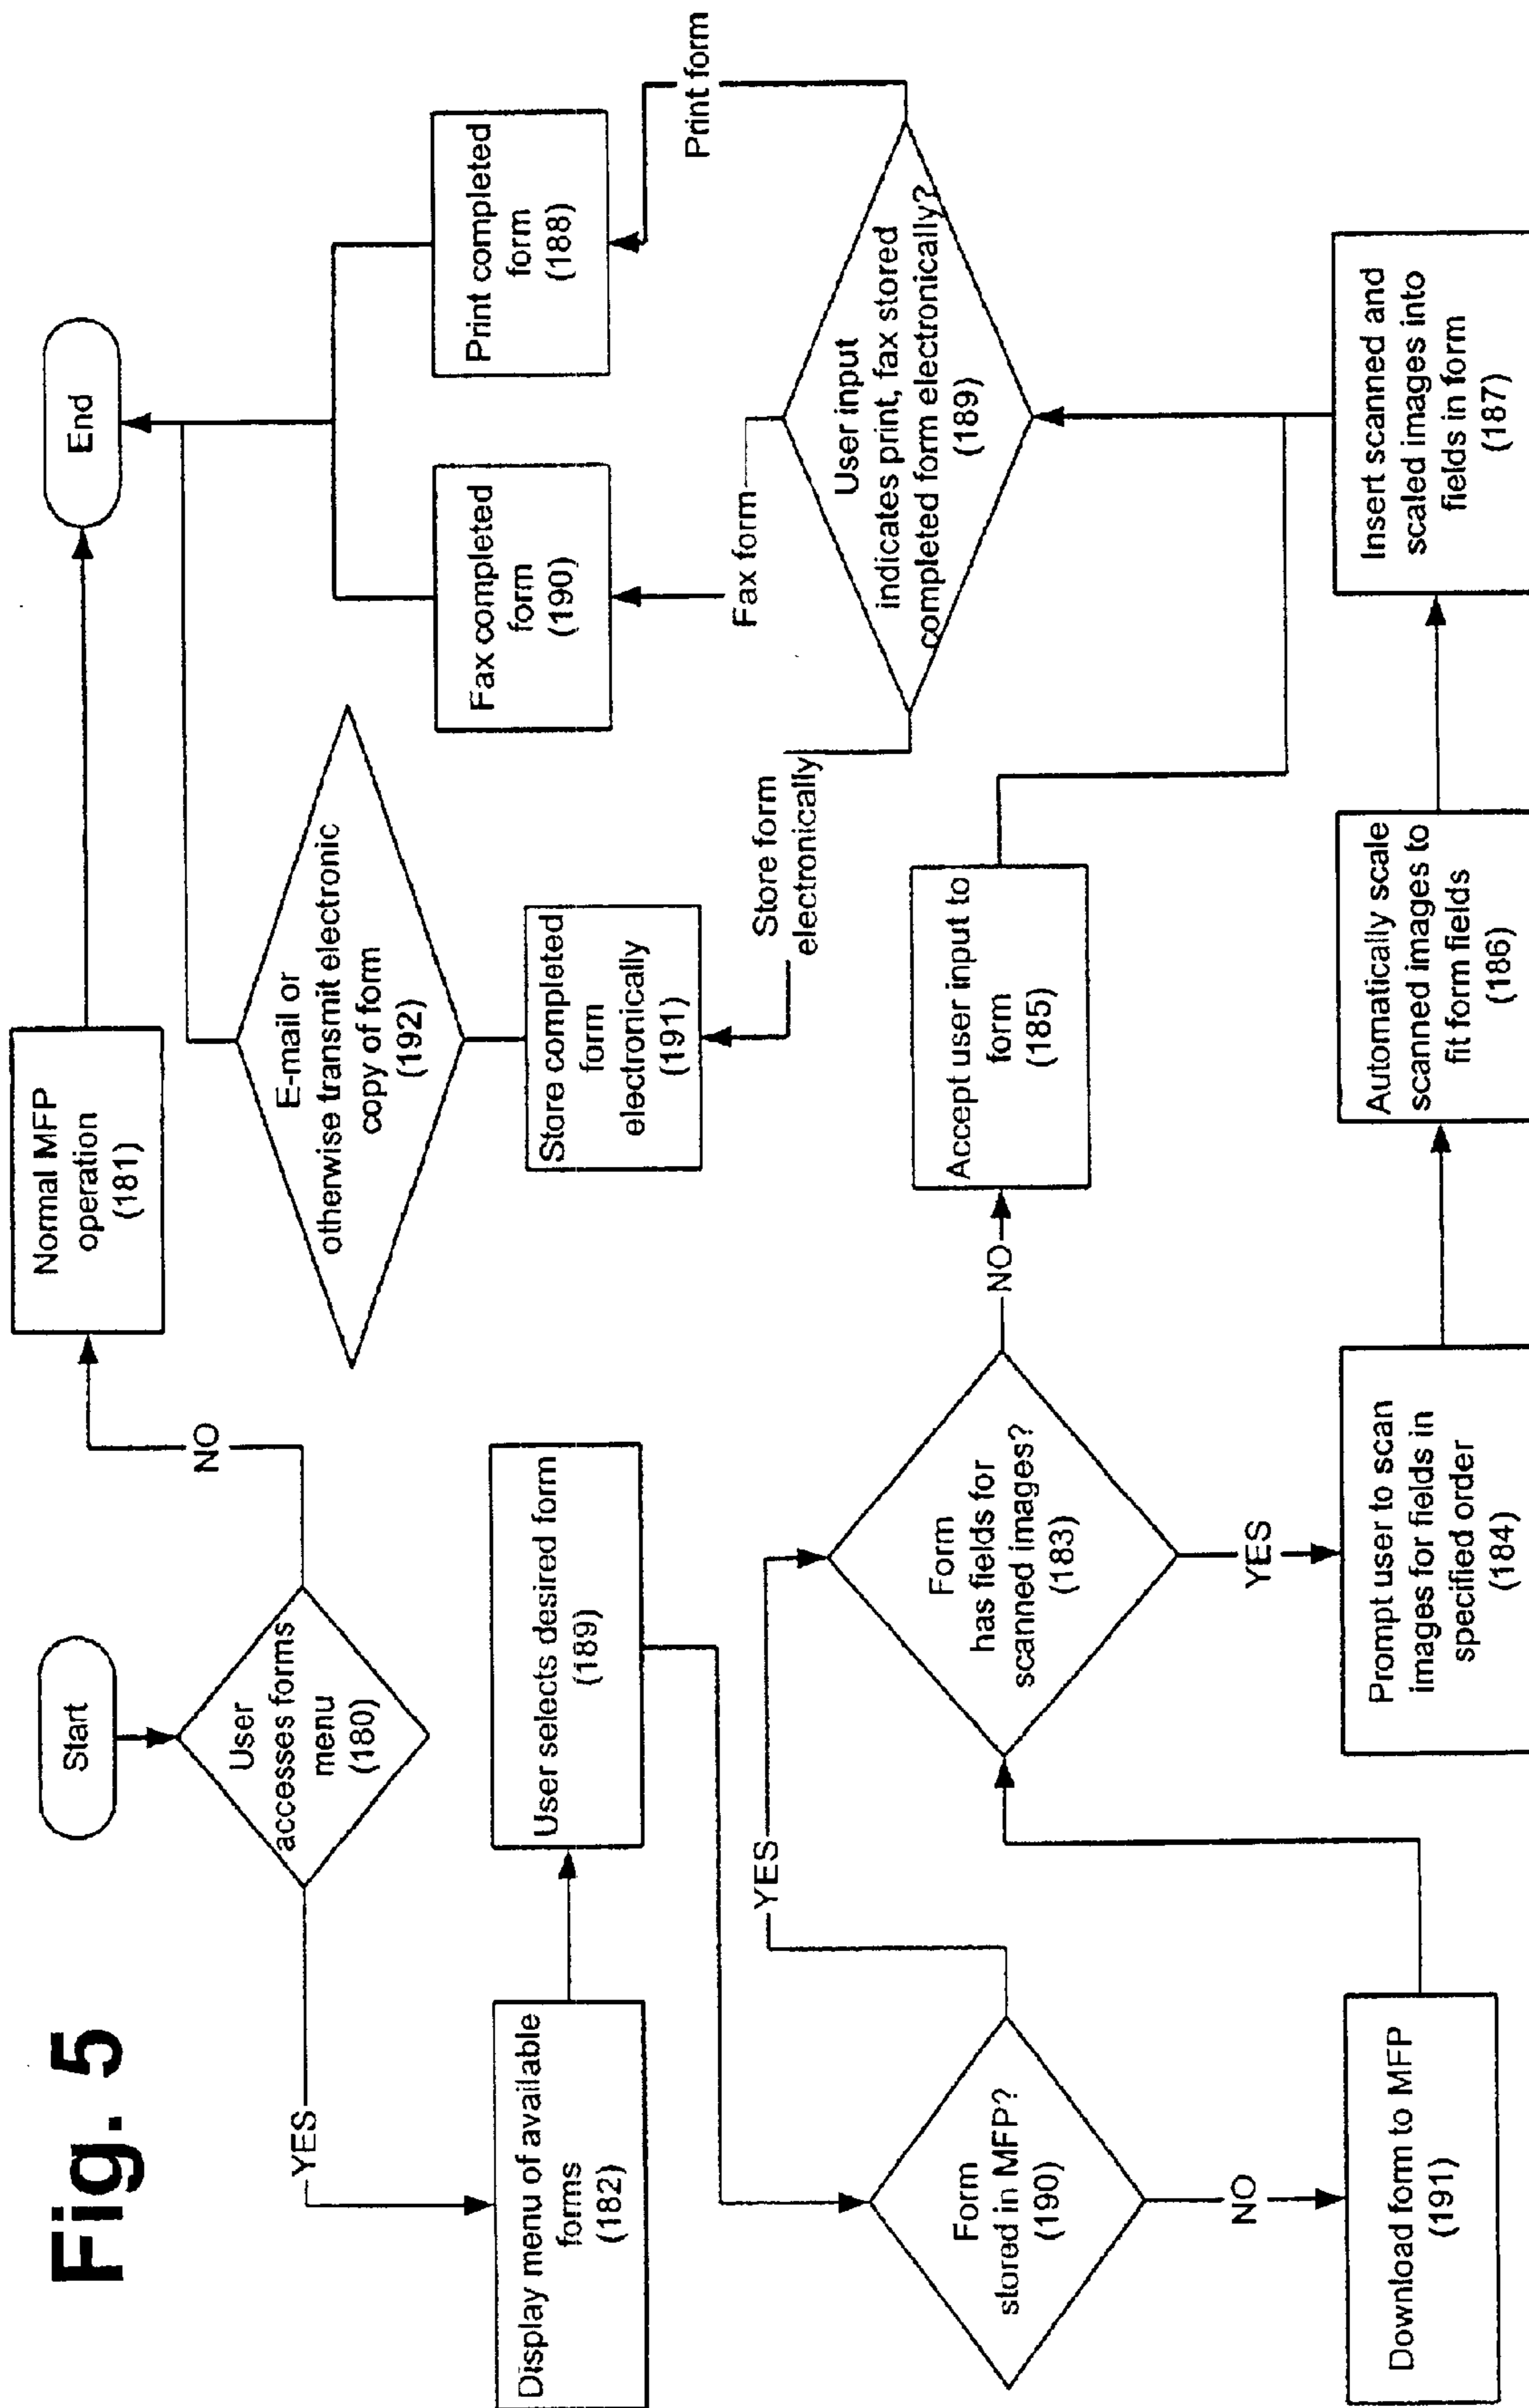 Fig. 5
Start
User
accesses forms
menu
(180)
NO
Normal MFP
operation
(181)
End
YES
Display menu of available
forms
(182)
User selects desired form
(189)
Form
stored in MFP?
(190)
YES
NO
Download form to MFP
(191)
Form
has fields for
scanned images?
(183)
NO
Accept user input to
form
(185)
YES
Prompt user to scan
images for fields in
specified order
(184)
Automatically scale
scanned images to
fit form fields
(186)
Insert scanned and
scaled images into
fields in form
(187)
User input
indicates print, fax stored
completed form electronically?
(189)
Store form
electronically
Store completed
form
electronically
(191)
E-mail or
otherwise transmit electronic
copy of form
(192)
Fax form
Fax completed
form
(190)
Print form
Print completed
form
(188)